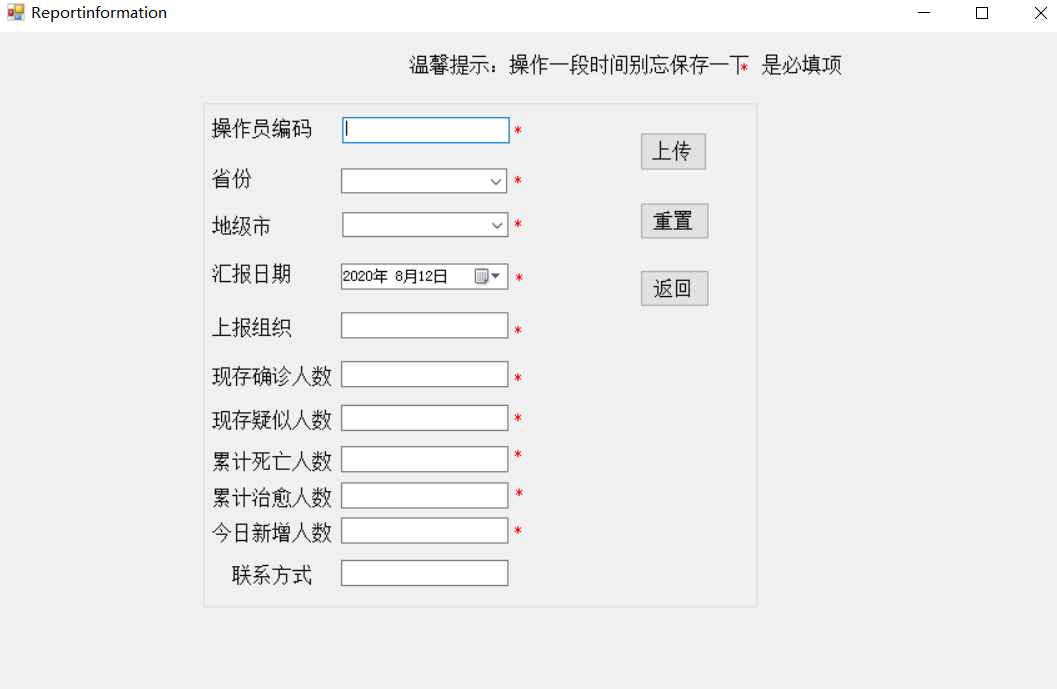 Reportinformation
温馨提示：操作一段时间别忘保存一下* 是必填项
操作员编码 *
上传
省份 *
重置
地级市 *
汇报日期 2020年 8月12日 *
返回
上报组织 *
现存确诊人数 *
现存疑似人数 *
累计死亡人数 *
累计治愈人数 *
今日新增人数 *
联系方式